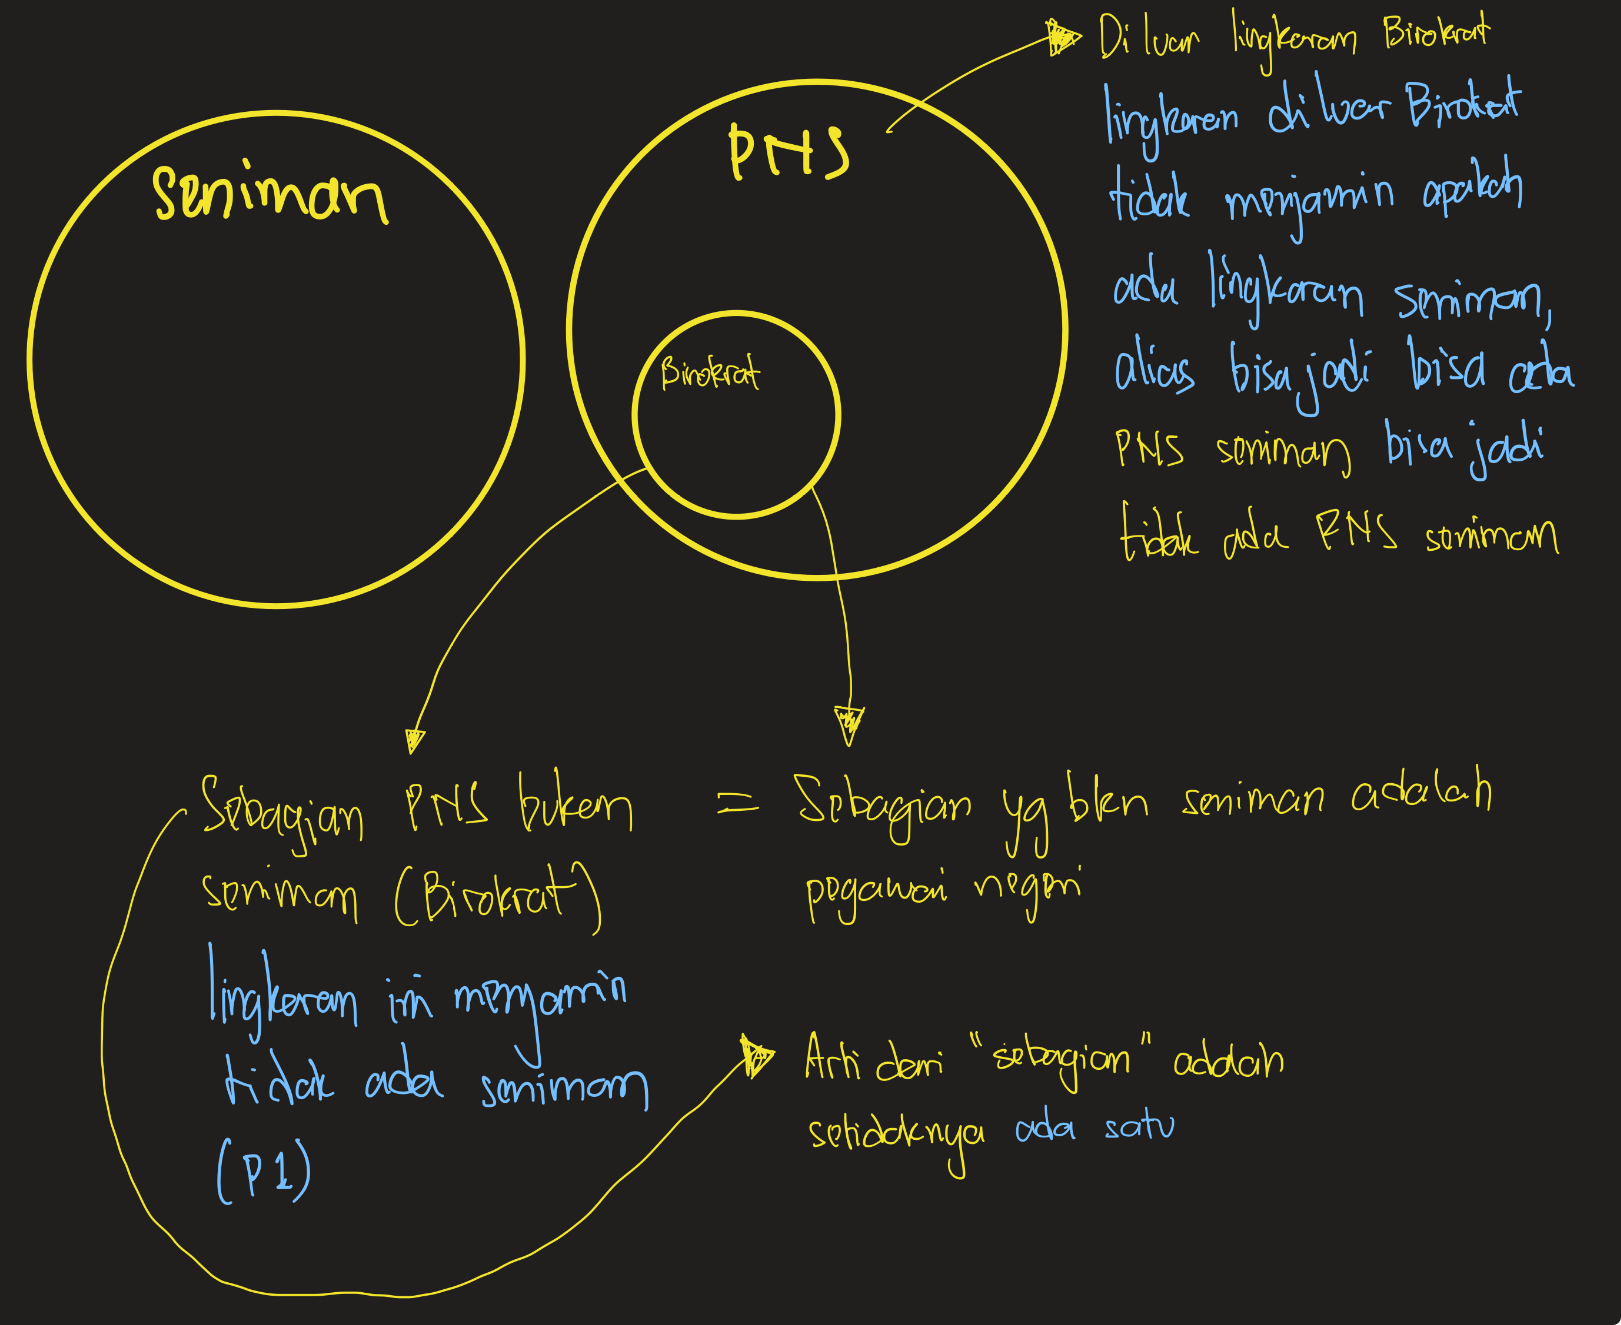 Seniman
PNS
Birokrat
Di luar lingkaran Birokrat
lingkaran diluar Birokrat
tidak menjamin apakah
ada lingkaran seniman,
alias bisa jadi bisa ada
PNS seniman, bisa jadi
tidak ada PNS seniman
Sebagian PNS bukan
seniman (Birokrat)
lingkaran ini menjamin
tidak ada seniman
(P1)
= Sebagian yg bkn seniman adalah
pegawai negeri
Arti dari "sebagian" adalah
setidaknya ada satu